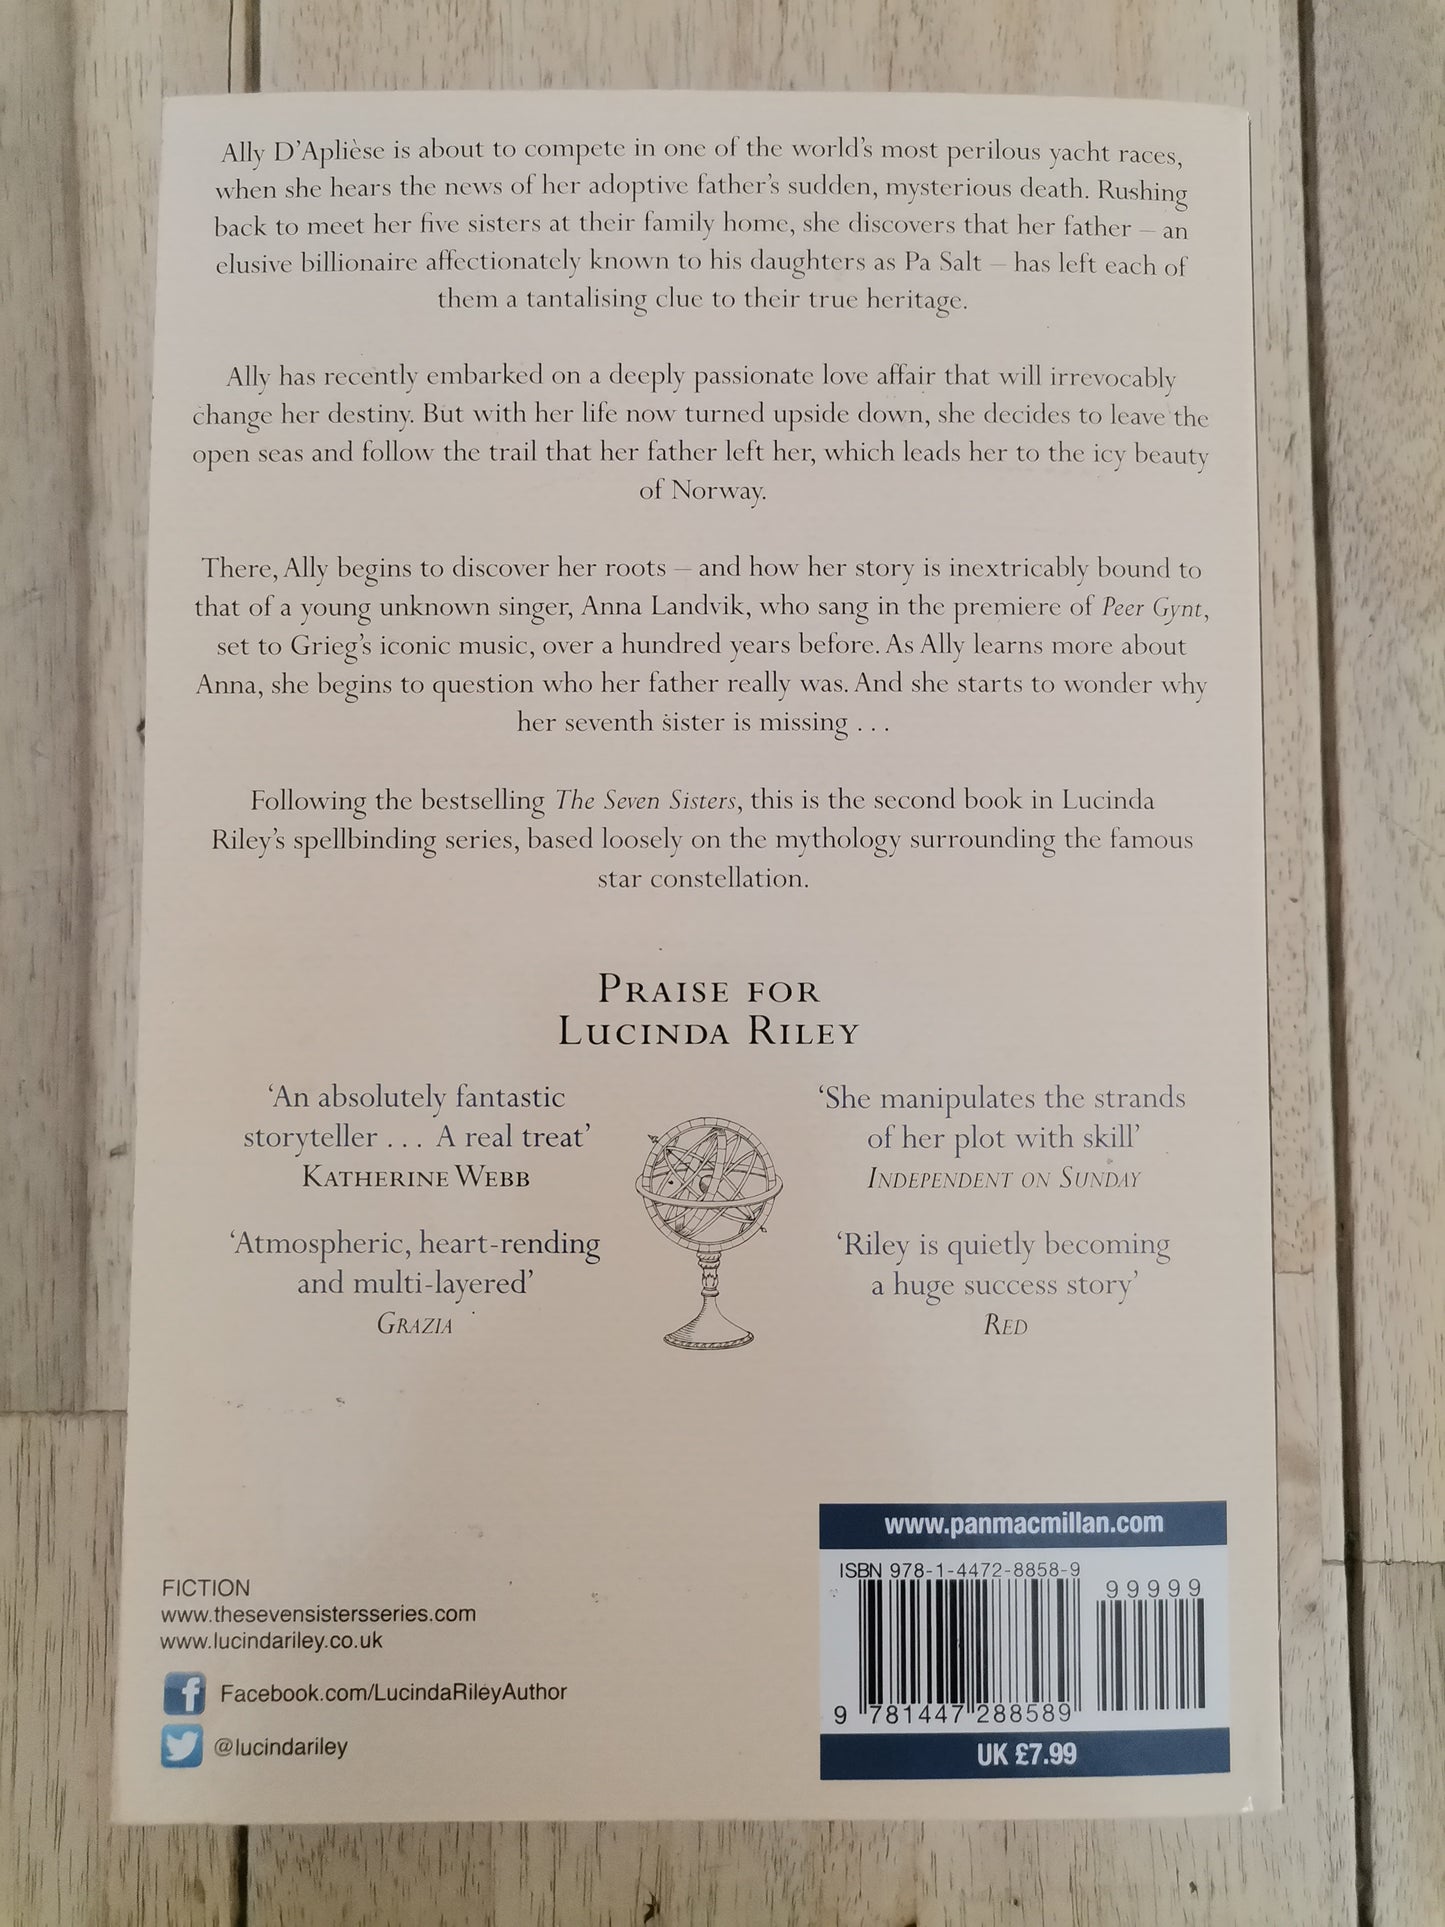 Ally D'Aplièse is about to compete in one of the world's most perilous yacht races,
when she hears the news of her adoptive father's sudden, mysterious death. Rushing
back to meet her five sisters at their family home, she discovers that her father – an
elusive billionaire affectionately known to his daughters as Pa Salt – has left each of
them a tantalising clue to their true heritage.
Ally has recently embarked on a deeply passionate love affair that will irrevocably
change her destiny. But with her life now turned upside down, she decides to leave the
open seas and follow the trail that her father left her, which leads her to the icy beauty
of Norway.
There, Ally begins to discover her roots – and how her story is inextricably bound to
that of a young unknown singer, Anna Landvik, who sang in the premiere of Peer Gynt,
set to Grieg's iconic music, over a hundred years before. As Ally learns more about
Anna, she begins to question who her father really was. And she starts to wonder why
her seventh sister is missing . . .
Following the bestselling The Seven Sisters, this is the second book in Lucinda
Riley's spellbinding series, based loosely on the mythology surrounding the famous
star constellation.
PRAISE FOR
LUCINDA RILEY
'An absolutely fantastic
storyteller . . . A real treat'
KATHERINE WEBB
'Atmospheric, heart-rending
and multi-layered'
GRAZIA
'She manipulates the strands
of her plot with skill'
INDEPENDENT ON SUNDAY
'Riley is quietly becoming
a huge success story'
RED
FICTION
www.thesevensistersseries.com
www.lucindariley.co.uk
Facebook.com/LucindaRileyAuthor
@lucindariley
www.panmacmillan.com
ISBN 978-1-4472-8858-9
99999
9 781447 288589
UK £7.99